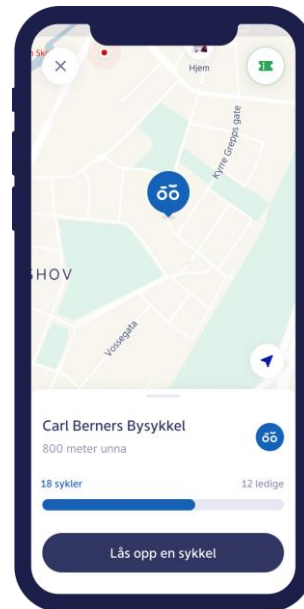 Hjem
Kyrre Grepps gate
SHOV
Vossegata
Carl Berners Bysykkel
800 meter unna
18 sykler
12 ledige
Lås opp en sykkel